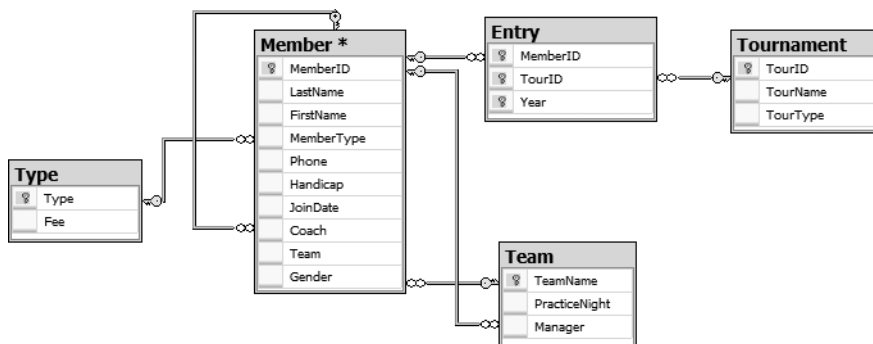 Member *
MemberID
LastName
FirstName
MemberType
Phone
Handicap
JoinDate
Coach
Team
Gender
Entry
MemberID
TourID
Year
Tournament
TourID
TourName
TourType
Type
Type
Fee
Team
TeamName
PracticeNight
Manager